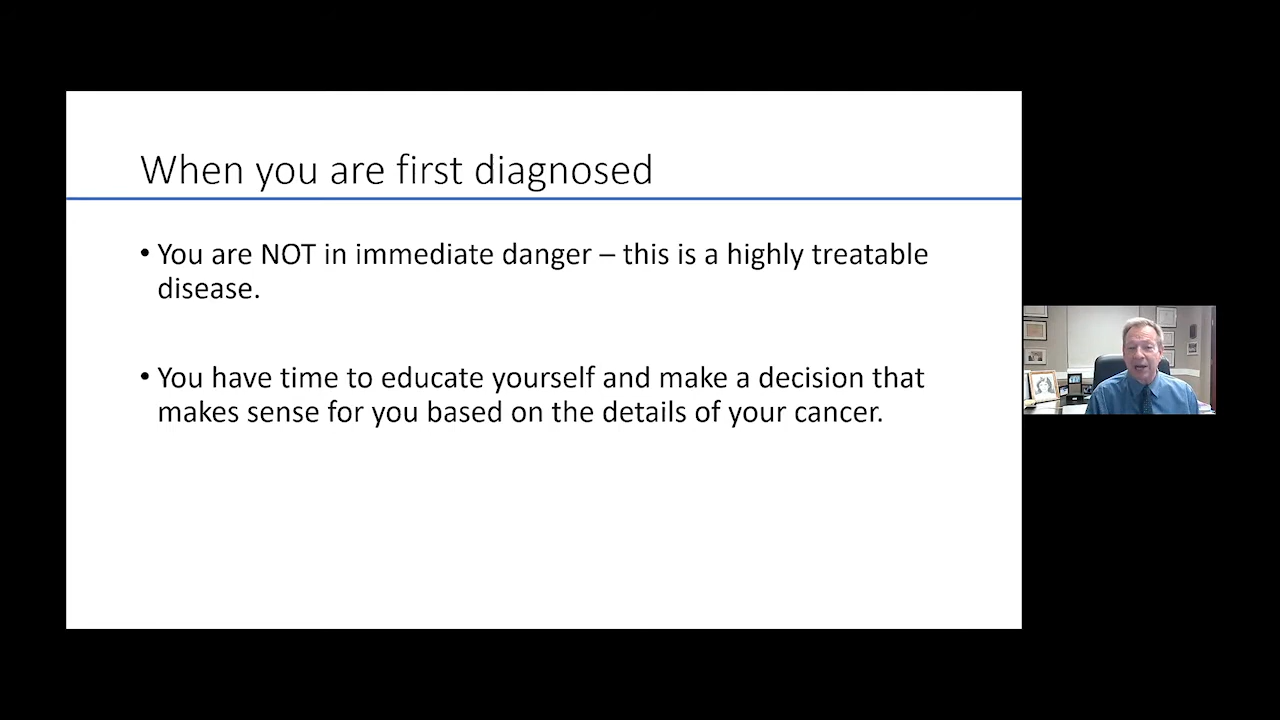 When you are first diagnosed
• You are NOT in immediate danger – this is a highly treatable
disease.
• You have time to educate yourself and make a decision that
makes sense for you based on the details of your cancer.